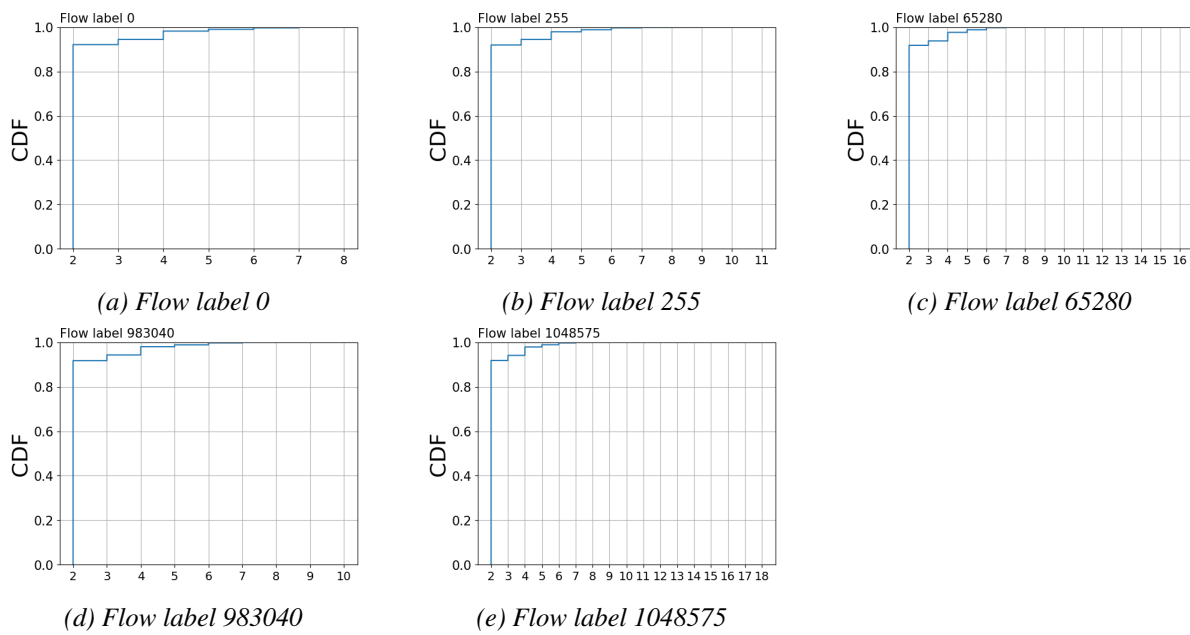 Flow label 0
1.0
0.8
0.6
0.4
0.2
0.0
CDF
2 3 4 5 6 7 8
(a) Flow label 0
Flow label 255
1.0
0.8
0.6
0.4
0.2
0.0
CDF
2 3 4 5 6 7 8 9 10 11
(b) Flow label 255
Flow label 65280
1.0
0.8
0.6
0.4
0.2
0.0
CDF
2 3 4 5 6 7 8 9 10 11 12 13 14 15 16
(c) Flow label 65280
Flow label 983040
1.0
0.8
0.6
0.4
0.2
0.0
CDF
2 3 4 5 6 7 8 9 10
(d) Flow label 983040
Flow label 1048575
1.0
0.8
0.6
0.4
0.2
0.0
CDF
2 3 4 5 6 7 8 9 10 11 12 13 14 15 16 17 18
(e) Flow label 1048575